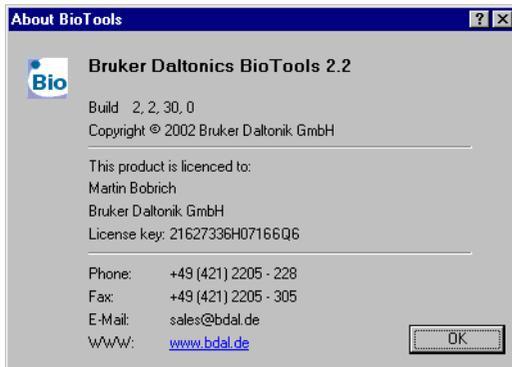 About BioTools
Bio
Bruker Daltonics BioTools 2.2
Build 2, 2, 30, 0
Copyright © 2002 Bruker Daltonik GmbH
This product is licenced to:
Martin Bobrich
Bruker Daltonik GmbH
License key: 21627336H07166Q6
Phone: +49 (421) 2205 - 228
Fax: +49 (421) 2205 - 305
E-Mail: sales@bdal.de
WWW: www.bdal.de
OK